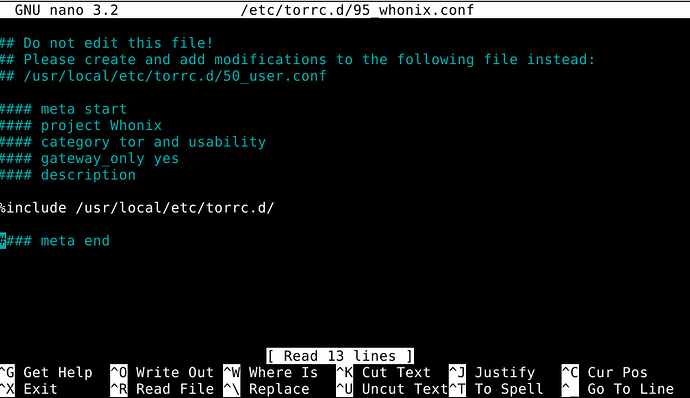 GNU nano 3.2 /etc/torrc.d/95_whonix.conf
## Do not edit this file!
## Please create and add modifications to the following file instead:
## /usr/local/etc/torrc.d/50_user.conf
#### meta start
#### project Whonix
#### category tor and usability
#### gateway_only yes
#### description
%include /usr/local/etc/torrc.d/
#### meta end
[ Read 13 lines ]
^G Get Help ^O Write Out ^W Where Is ^K Cut Text ^J Justify ^C Cur Pos
^X Exit ^R Read File ^\ Replace ^U Uncut Text ^T To Spell ^_ Go To Line